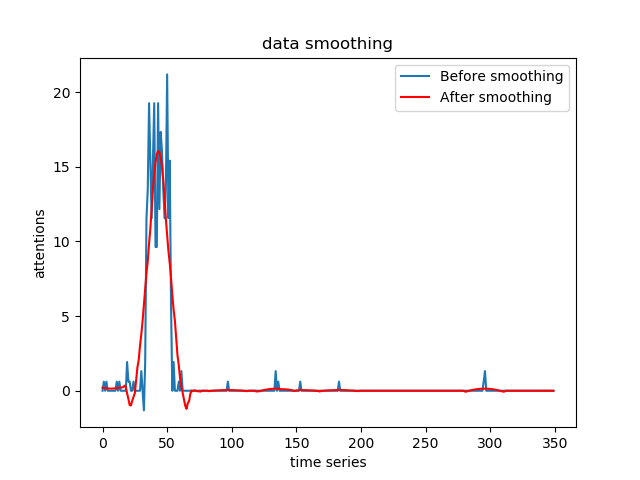 data smoothing
Before smoothing
After smoothing
attentions
20
15
10
5
0
0 50 100 150 200 250 300 350
time series